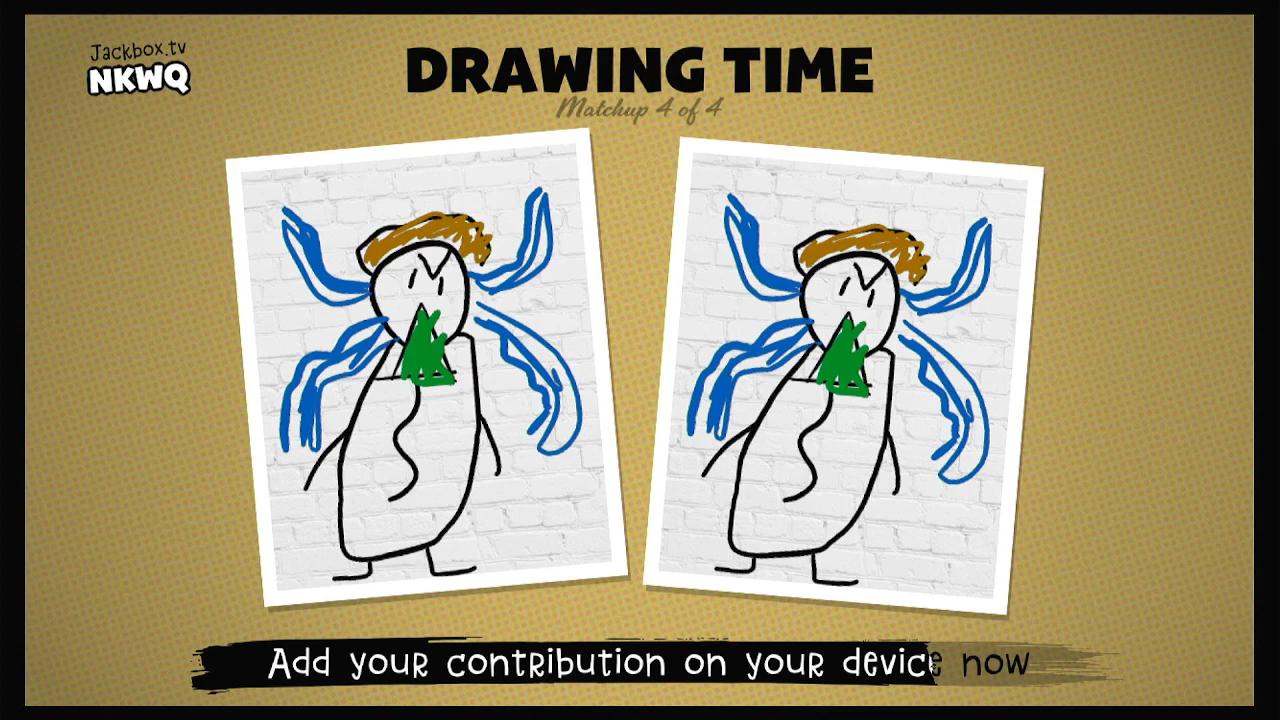 Jackbox.tv
NKWQ
DRAWING TIME
Matchup 4 of 4
Add your contribution on your device now